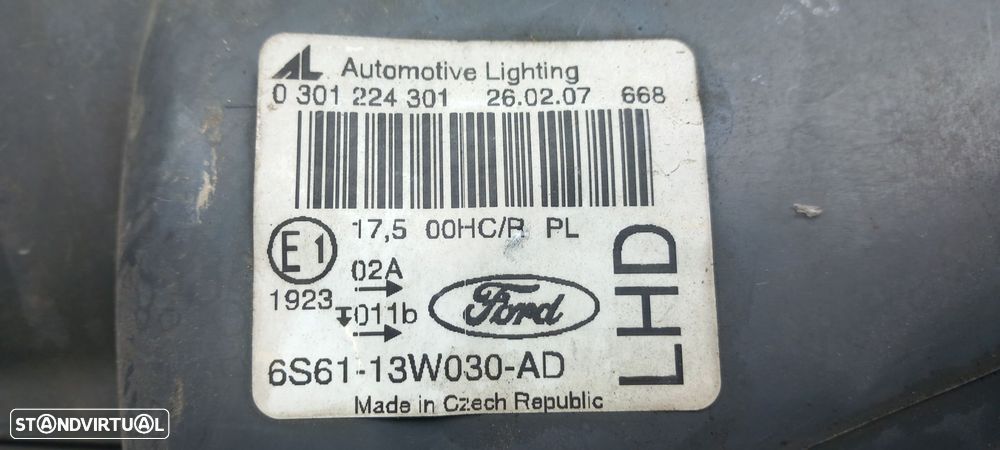 AL Automotive Lighting
0 301 224 301 26.02.07 668
17,5 00HC/R PL
E1
02A
1923
011b
Ford
6S61-13W030-AD
Made in Czech Republic
LHD
STANDVIRTUAL